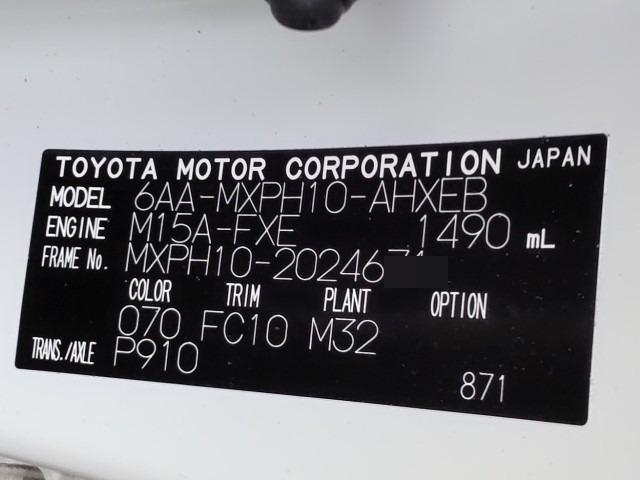 TOYOTA MOTOR CORPORATION JAPAN
MODEL 6AA-MXPH10-AHXEB
ENGINE M15A-FXE 1490 mL
FRAME No. MXPH10-202467
COLOR TRIM PLANT OPTION
070 FC10 M32
TRANS./AXLE P910
871